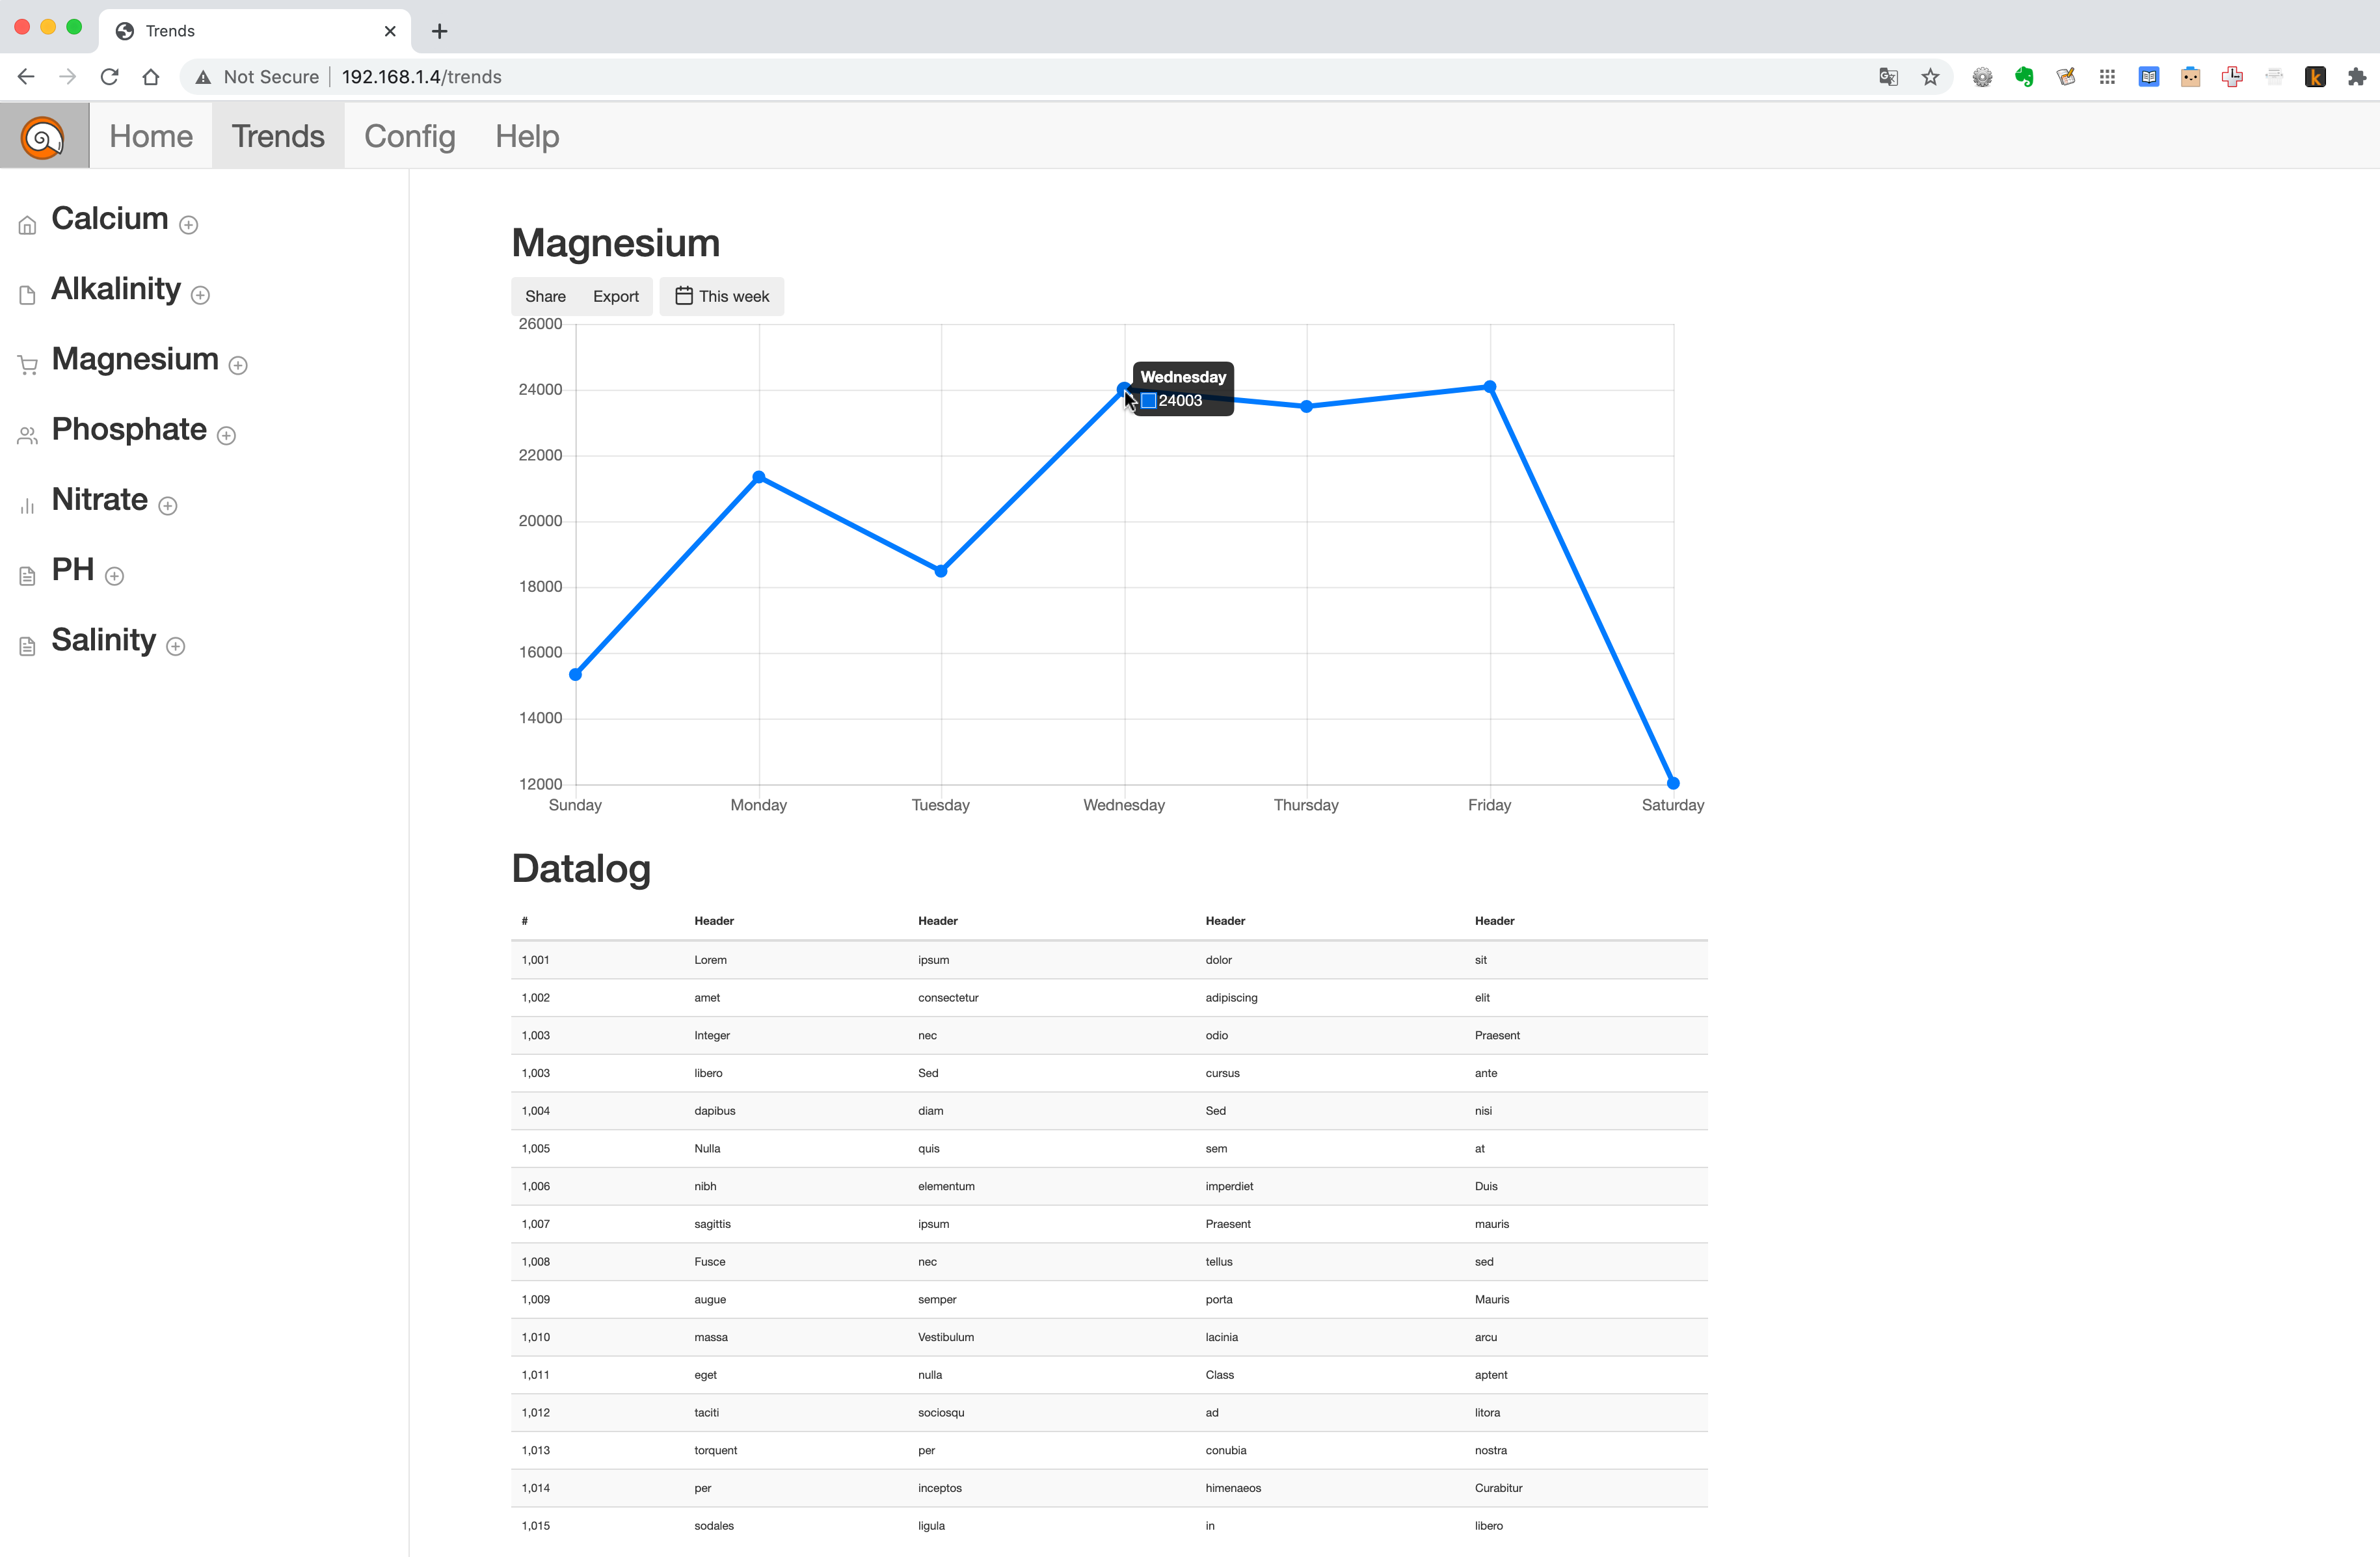 Trends
Not Secure 192.168.1.4/trends
Home Trends Config Help
Calcium
Alkalinity
Magnesium
Phosphate
Nitrate
PH
Salinity
Magnesium
Share Export This week
26000
24000
22000
20000
18000
16000
14000
12000
Wednesday
24003
Sunday Monday Tuesday Wednesday Thursday Friday Saturday
Datalog
# Header Header Header Header
1,001 Lorem ipsum dolor sit
1,002 amet consectetur adipiscing elit
1,003 Integer nec odio Praesent
1,003 libero Sed cursus ante
1,004 dapibus diam Sed nisi
1,005 Nulla quis sem at
1,006 nibh elementum imperdiet Duis
1,007 sagittis ipsum Praesent mauris
1,008 Fusce nec tellus sed
1,009 augue semper porta Mauris
1,010 massa Vestibulum lacinia arcu
1,011 eget nulla Class aptent
1,012 taciti sociosqu ad litora
1,013 torquent per conubia nostra
1,014 per inceptos himenaeos Curabitur
1,015 sodales ligula in libero